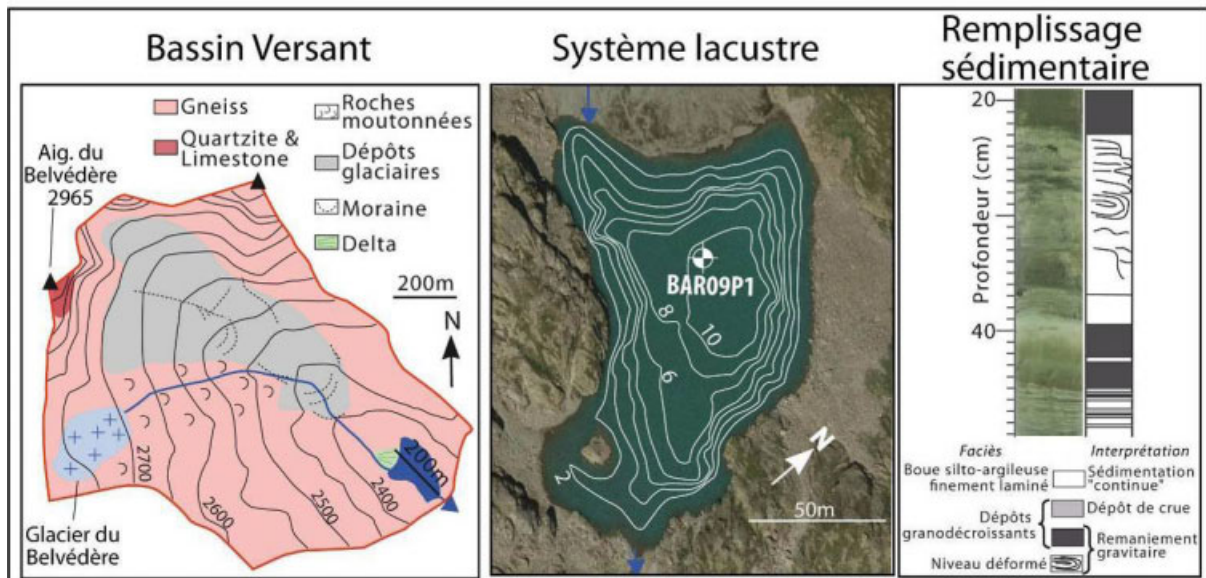 Bassin Versant
Gneiss
Quartzite &
Limestone
Roches
moutonnées
Dépôts
glaciaires
Moraine
Delta
Aig. du
Belvédère
2965
200m
N
2700
2600
2500
2400
200m
Glacier du
Belvédère
Système lacustre
BAR09P1
8
10
6
2
N
50m
Remplissage
sédimentaire
20
Profondeur (cm)
40
Faciès
Interprétation
Boue silto-argileuse
finement laminé
Sédimentation
"continue"
Dépôts
granodécroissants
Dépôt de crue
Remaniement
gravitaire
Niveau déformé